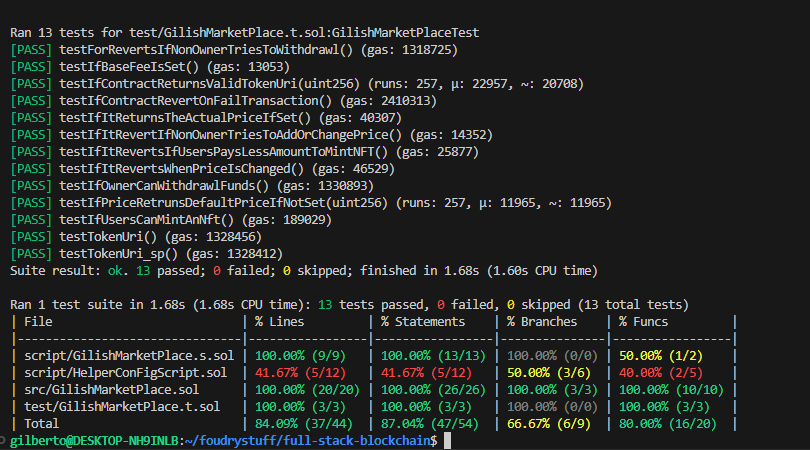 Ran 13 tests for test/GilishMarketPlace.t.sol:GilishMarketPlaceTest
[PASS] testForRevertsIfNonOwnerTriesToWithdrawl() (gas: 1318725)
[PASS] testIfBaseFeeIsSet() (gas: 13053)
[PASS] testIfContractReturnsValidTokenUri(uint256) (runs: 257, μ: 22957, ~: 20708)
[PASS] testIfContractRevertOnFailTransaction() (gas: 2410313)
[PASS] testIfItReturnsTheActualPriceIfSet() (gas: 40307)
[PASS] testIfItRevertIfNonOwnerTriesToAddOrChangePrice() (gas: 14352)
[PASS] testIfItRevertsIfUsersPaysLessAmountToMintNFT() (gas: 25877)
[PASS] testIfItRevertsWhenPriceIsChanged() (gas: 46529)
[PASS] testIfOwnerCanWithdrawlFunds() (gas: 1330893)
[PASS] testIfPriceRetrunsDefaultPriceIfNotSet(uint256) (runs: 257, μ: 11965, ~: 11965)
[PASS] testIfUsersCanMintAnNft() (gas: 189029)
[PASS] testTokenUri() (gas: 1328456)
[PASS] testTokenUri_sp() (gas: 1328412)
Suite result: ok. 13 passed; 0 failed; 0 skipped; finished in 1.68s (1.60s CPU time)
Ran 1 test suite in 1.68s (1.68s CPU time): 13 tests passed, 0 failed, 0 skipped (13 total tests)
| File | % Lines | % Statements | % Branches | % Funcs |
|------------------------------|------------------|------------------|----------------|-----------------|
| script/GilishMarketPlace.s.sol | 100.00% (9/9) | 100.00% (13/13) | 100.00% (0/0) | 50.00% (1/2) |
| script/HelperConFigScript.sol | 41.67% (5/12) | 41.67% (5/12) | 50.00% (3/6) | 40.00% (2/5) |
| src/GilishMarketPlace.sol | 100.00% (20/20) | 100.00% (26/26) | 100.00% (3/3) | 100.00% (10/10) |
| test/GilishMarketPlace.t.sol | 100.00% (3/3) | 100.00% (3/3) | 100.00% (0/0) | 100.00% (3/3) |
| Total | 84.09% (37/44) | 87.04% (47/54) | 66.67% (6/9) | 80.00% (16/20) |
gilberto@DESKTOP-NH9INLB:~/foudrystuff/full-stack-blockchain$